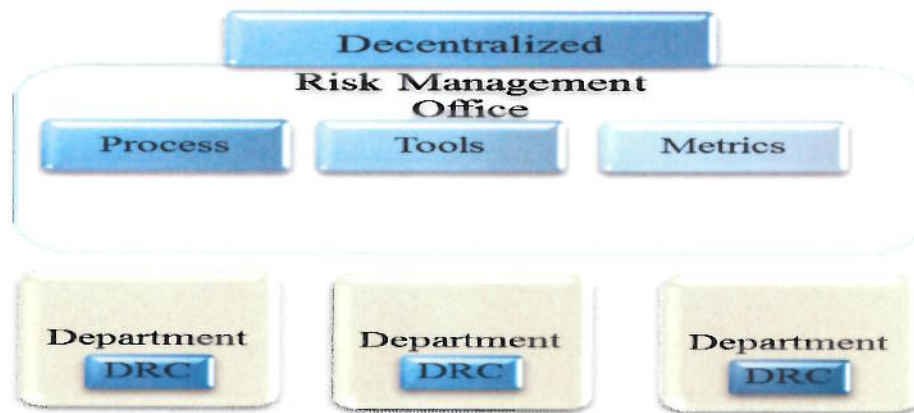 Decentralized
Risk Management
Office
Process
Tools
Metrics
Department
DRC
Department
DRC
Department
DRC